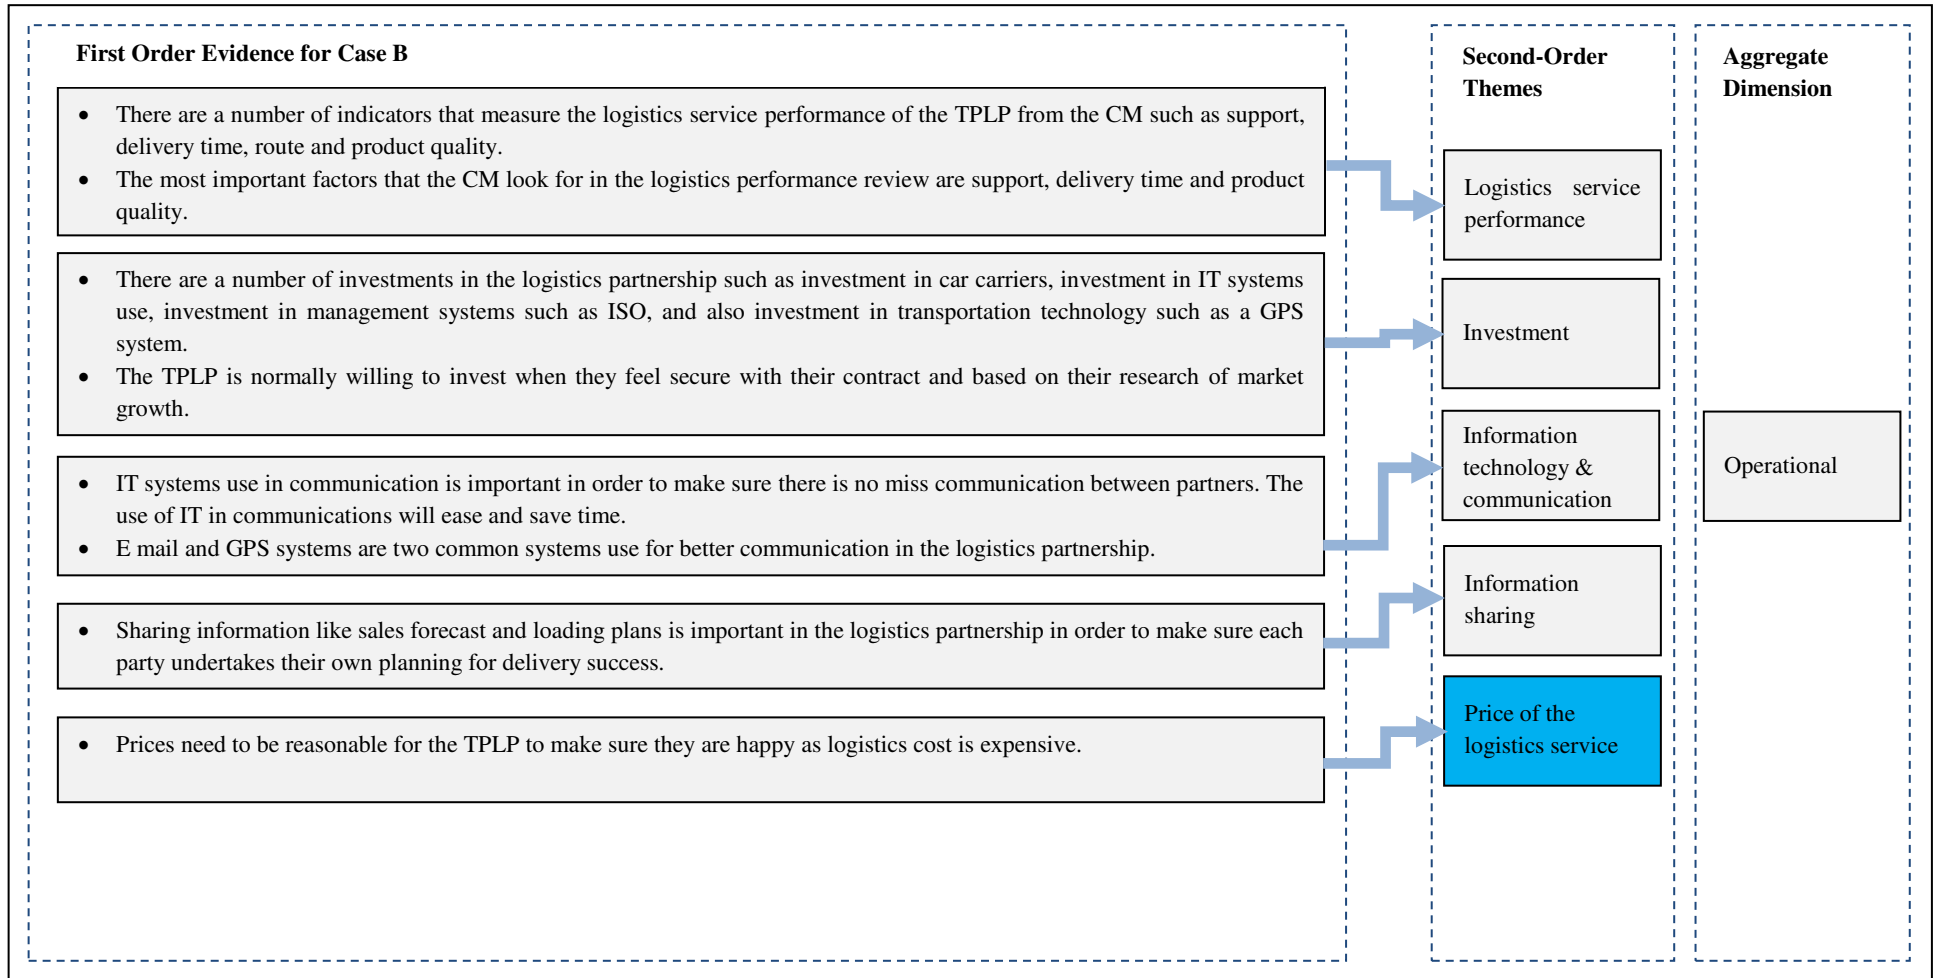 First Order Evidence for Case B
• There are a number of indicators that measure the logistics service performance of the TPLP from the CM such as support,
delivery time, route and product quality.
• The most important factors that the CM look for in the logistics performance review are support, delivery time and product
quality.
• There are a number of investments in the logistics partnership such as investment in car carriers, investment in IT systems
use, investment in management systems such as ISO, and also investment in transportation technology such as a GPS
system.
• The TPLP is normally willing to invest when they feel secure with their contract and based on their research of market
growth.
• IT systems use in communication is important in order to make sure there is no miss communication between partners. The
use of IT in communications will ease and save time.
• E mail and GPS systems are two common systems use for better communication in the logistics partnership.
• Sharing information like sales forecast and loading plans is important in the logistics partnership in order to make sure each
party undertakes their own planning for delivery success.
• Prices need to be reasonable for the TPLP to make sure they are happy as logistics cost is expensive.
Second-Order
Themes
Logistics service
performance
Investment
Information
technology &
communication
Information
sharing
Price of the
logistics service
Aggregate
Dimension
Operational